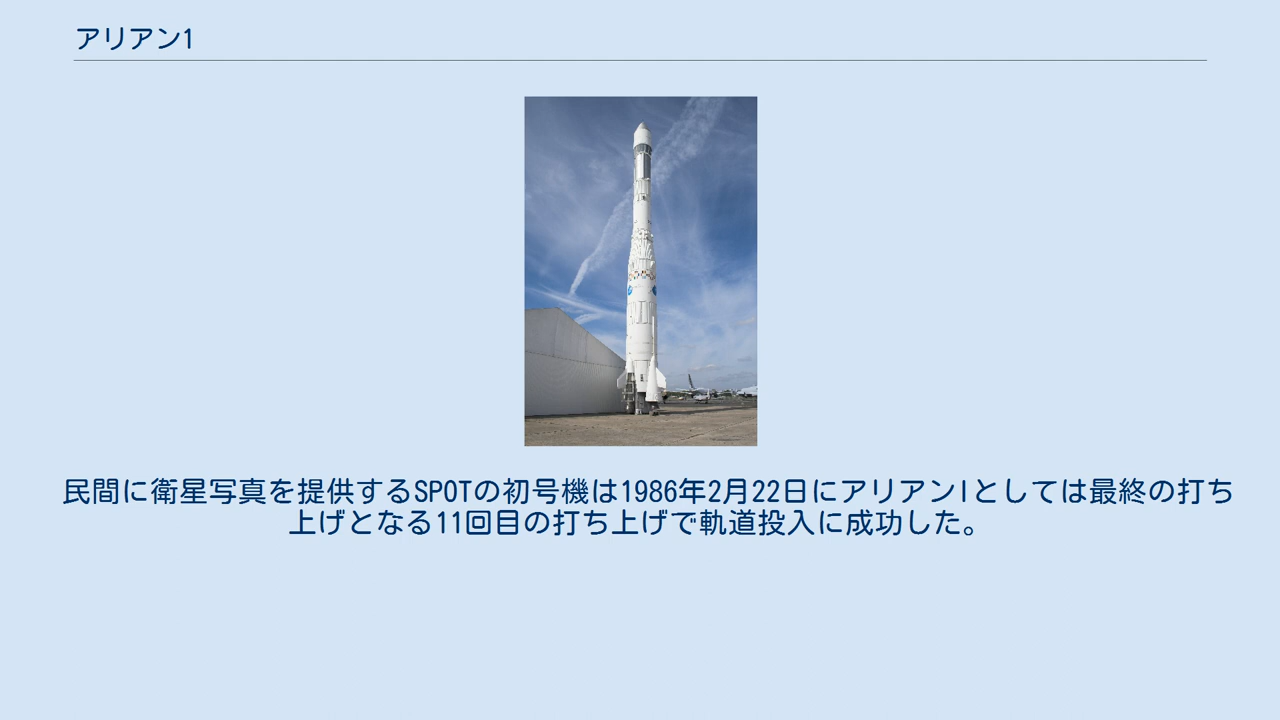 アリアン1
民間に衛星写真を提供するSPOTの初号機は1986年2月22日にアリアンIとしては最終の打ち
上げとなる11回目の打ち上げで軌道投入に成功した。